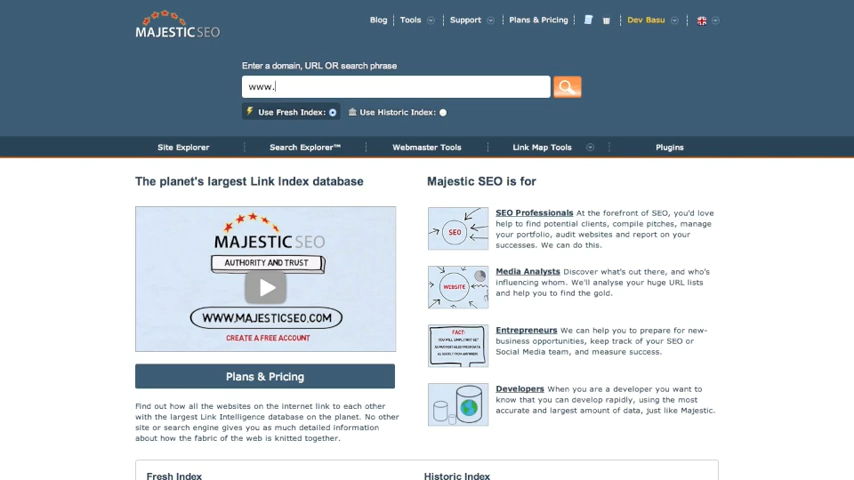 MAJESTIC SEO
Blog Tools Support Plans & Pricing Dev Basu
Enter a domain, URL OR search phrase
www.
Use Fresh Index: Use Historic Index:
Site Explorer Search Explorer™ Webmaster Tools Link Map Tools Plugins
The planet's largest Link Index database
MAJESTIC SEO
AUTHORITY AND TRUST
WWW.MAJESTICSEO.COM
CREATE A FREE ACCOUNT
Plans & Pricing
Find out how all the websites on the internet link to each other
with the largest Link Intelligence database on the planet. No other
site or search engine gives you as much detailed information
about how the fabric of the web is knitted together.
Majestic SEO is for
SEO
SEO Professionals At the forefront of SEO, you'd love
help to find potential clients, compile pitches, manage
your portfolio, audit websites and report on your
successes. We can do this.
WEBSITE
Media Analysts Discover what's out there, and who's
influencing whom. We'll analyse your huge URL lists
and help you to find the gold.
FACT:
Entrepreneurs We can help you to prepare for new-
business opportunities, keep track of your SEO or
Social Media team, and measure success.
Developers When you are a developer you want to
know that you can develop rapidly, using the most
accurate and largest amount of data, just like Majestic.
Fresh Index Historic Index